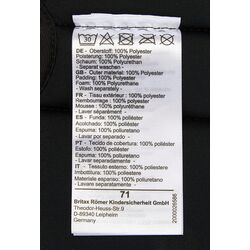 30
DE - Oberstoff: 100% Polyester
Polster: 100% Polyester
Schaum: 100% Polyurethan
- Separat waschen -
GB - Outer material: 100% Polyester
Padding: 100% Polyester
Foam: 100% Polyurethane
- Wash separately -
FR - Tissu extérieur : 100% polyester
Rembourrage : 100% polyester
Mousse : 100% polyuréthane
- Laver séparément -
ES - Funda: 100% poliéster
Acolchado: 100% poliéster
Espuma: 100% poliuretano
- Lavar por separado -
PT - Tecido de cobertura: 100% poliéster
Estofo: 100% poliéster
Espuma: 100% poliuretano
- Lavar separadamente -
IT - Tessuto esterno: 100% poliestere
Imbottitura: 100% poliestere
Materiale espanso: 100% poliuretano
- Lavare separatamente -
71
Britax Römer Kindersicherheit GmbH
Theodor-Heuss-Str.9
D-89340 Leipheim
Germany